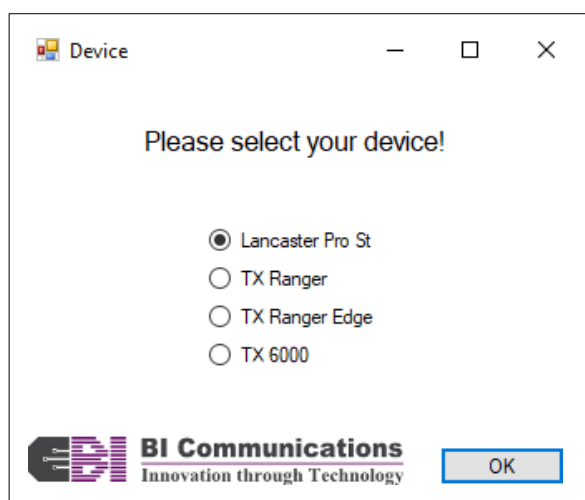 Device
Please select your device!
Lancaster Pro St
TX Ranger
TX Ranger Edge
TX 6000
BI
BI Communications
Innovation through Technology
OK